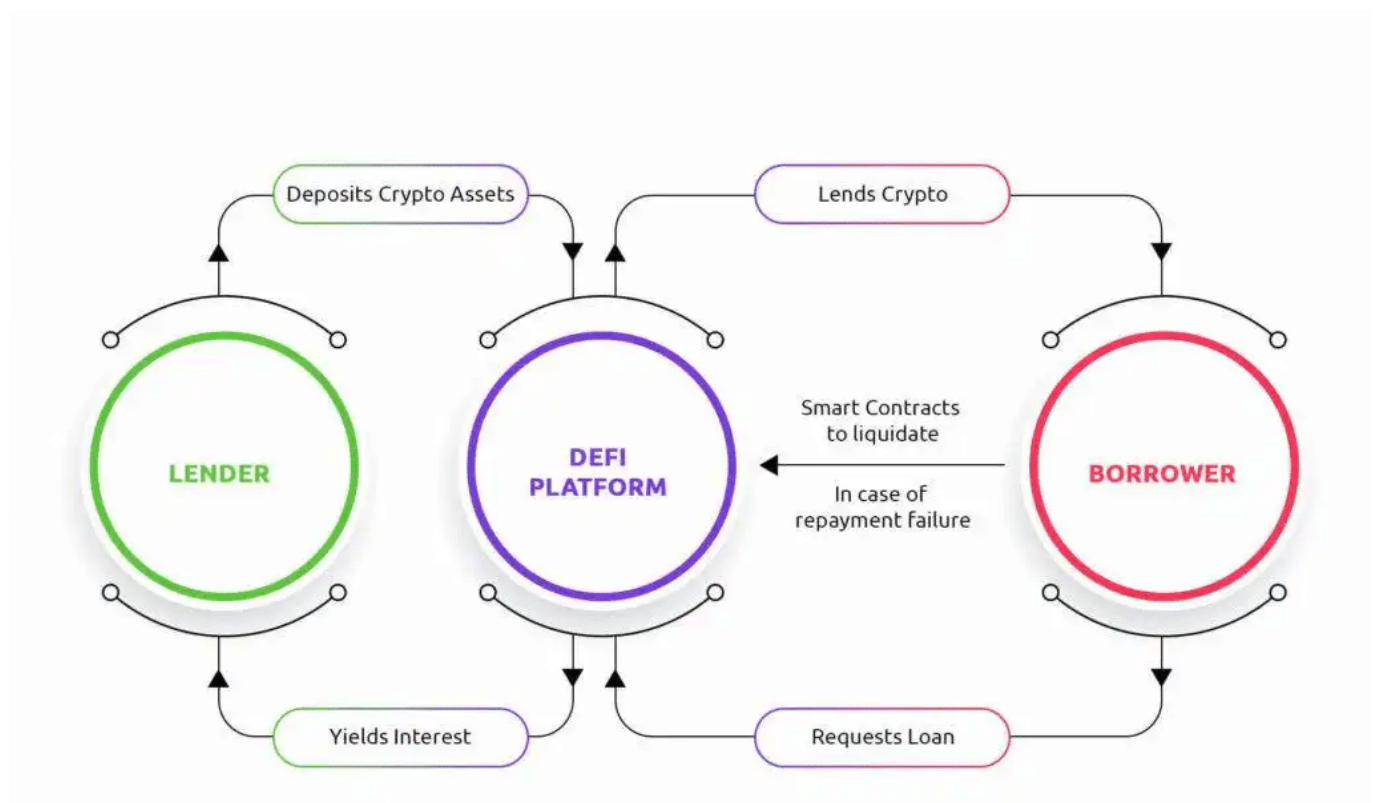 Deposits Crypto Assets
Lends Crypto
Smart Contracts
to liquidate
LENDER
DEFI
PLATFORM
BORROWER
In case of
repayment failure
Yields Interest
Requests Loan